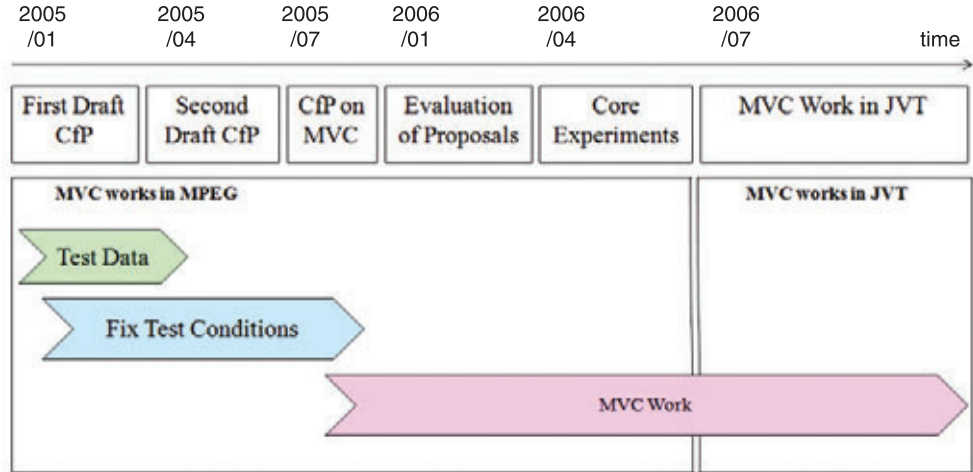 2005 2005 2005 2006 2006 2006
/01 /04 /07 /01 /04 /07 time
First Draft
CfP
Second
Draft CfP
CfP on
MVC
Evaluation
of Proposals
Core
Experiments
MVC Work in JVT
MVC works in MPEG
MVC works in JVT
Test Data
Fix Test Conditions
MVC Work